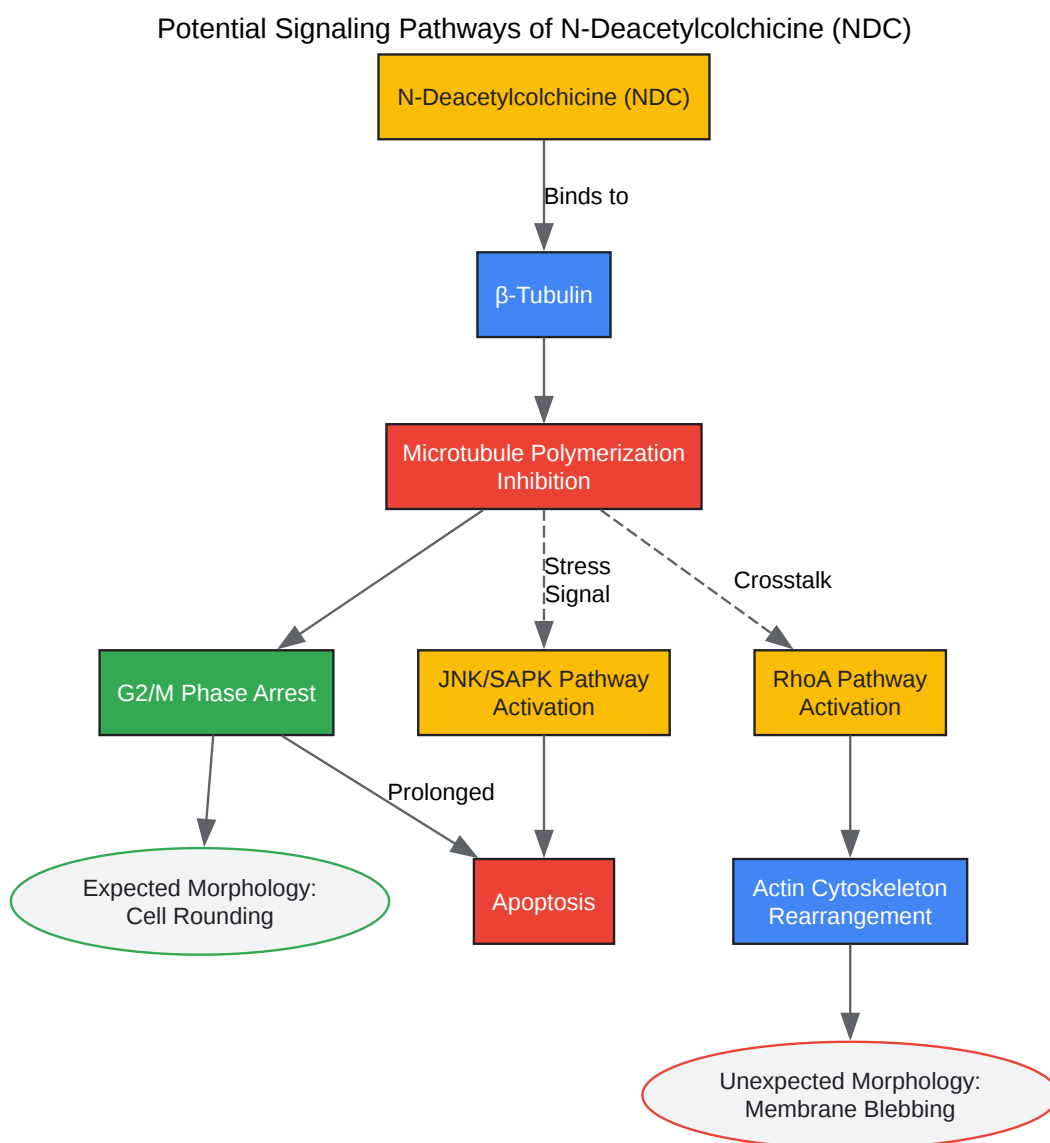 Potential Signaling Pathways of N-Deacetylcolchicine (NDC)
N-Deacetylcolchicine (NDC)
Binds to
β-Tubulin
Microtubule Polymerization
Inhibition
Stress
Signal
Crosstalk
G2/M Phase Arrest
JNK/SAPK Pathway
Activation
RhoA Pathway
Activation
Prolonged
Expected Morphology:
Cell Rounding
Apoptosis
Actin Cytoskeleton
Rearrangement
Unexpected Morphology:
Membrane Blebbing